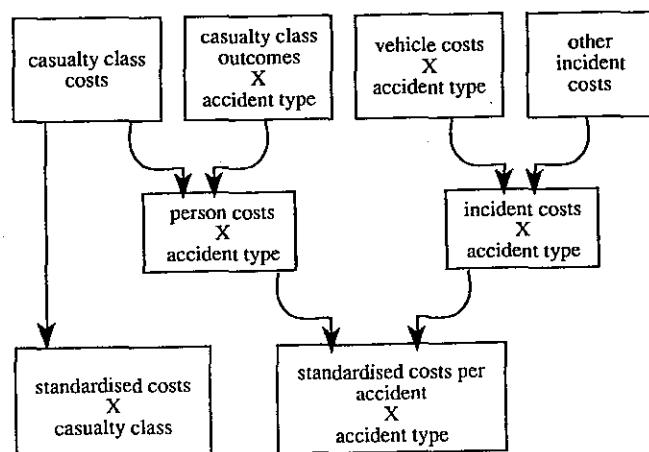 casualty class
costs
casualty class
outcomes
X
accident type
vehicle costs
X
accident type
other
incident
costs
person costs
X
accident type
incident costs
X
accident type
standardised costs
X
casualty class
standardised costs per
accident
X
accident type